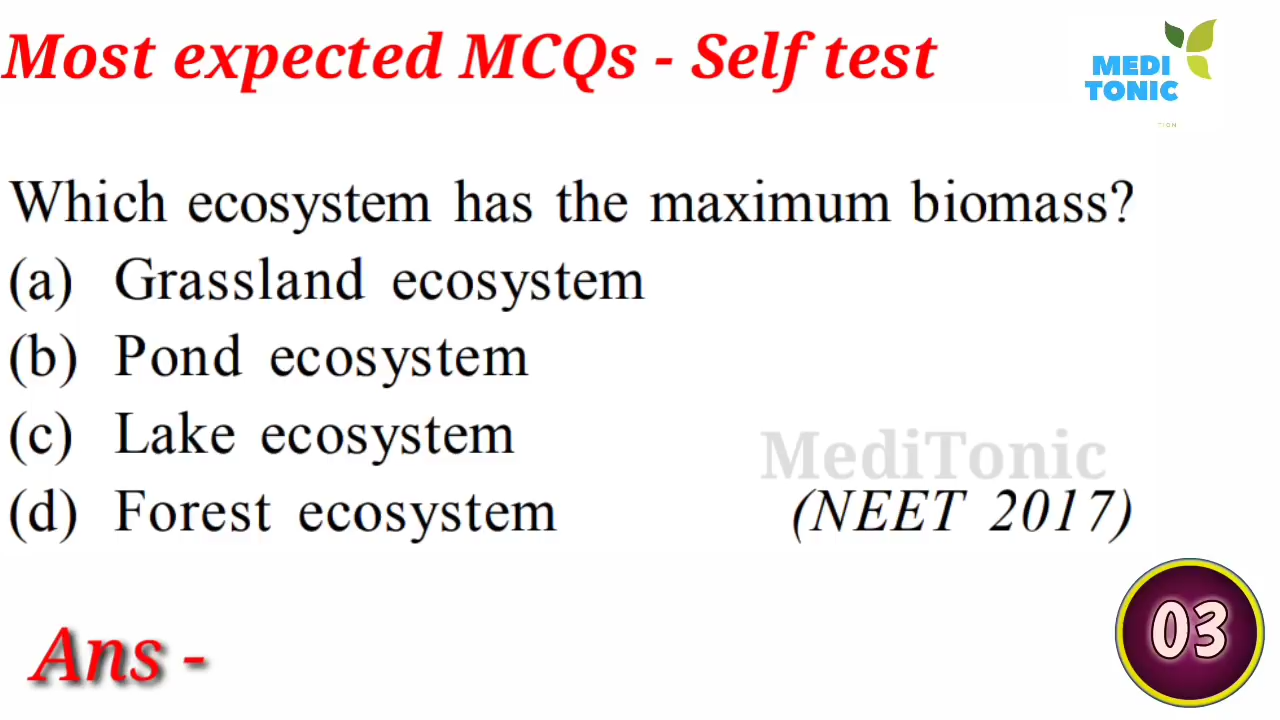 Most expected MCQs - Self test
MEDI
TONIC
TION
Which ecosystem has the maximum biomass?
(a) Grassland ecosystem
(b) Pond ecosystem
(c) Lake ecosystem
MediTonic
(d) Forest ecosystem (NEET 2017)
03
Ans -